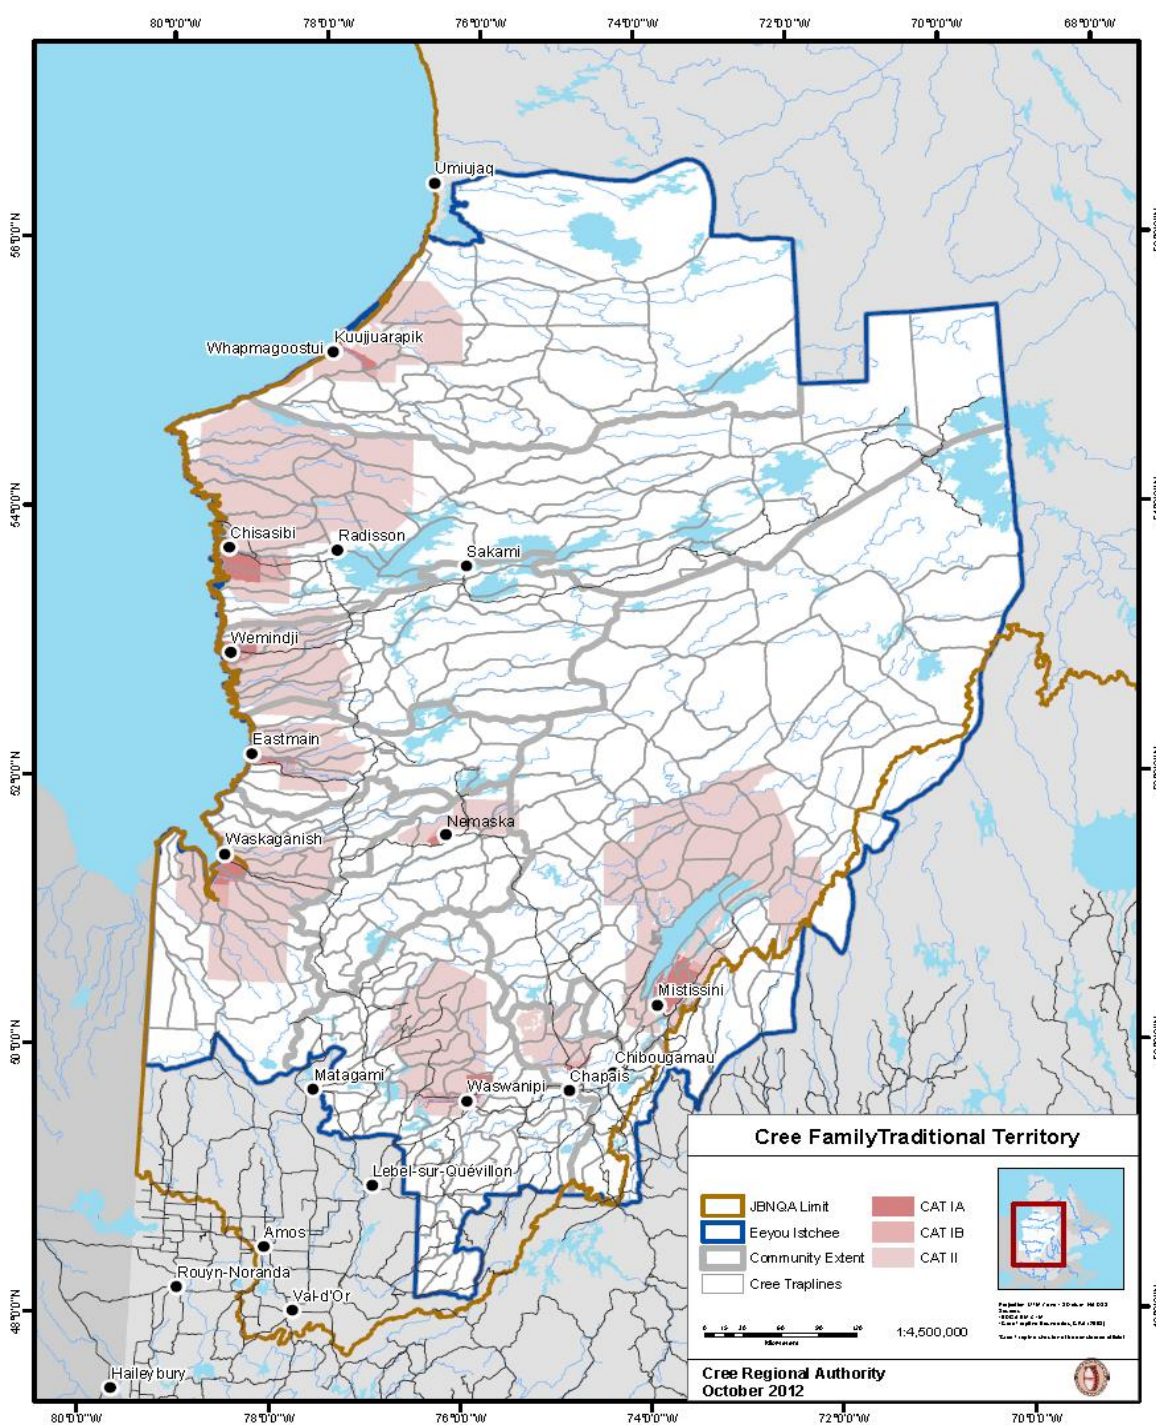 80°0'0"W 78°0'0"W 76°0'0"W 74°0'0"W 72°0'0"W 70°0'0"W 68°0'0"W
Umiujaq
56°0'0"N
Kuujjuarapik
Whapmagoostui
54°0'0"N
Chisasibi
Radisson
Sakami
Wemindji
Eastmain
52°0'0"N
Nemaska
Waskaganish
Mistissini
Chibougamau
Matagami
Waswanipi
Chapais
Lebel-sur-Quévillon
Amos
Rouyn-Noranda
Val-d'Or
48°0'0"N
Haileybury
Cree FamilyTraditional Territory
JBNQA Limit
Eeyou Istchee
Community Extent
Cree Traplines
CAT IA
CAT IB
CAT II
1:4,500,000
Cree Regional Authority
October 2012
80°0'0"W 78°0'0"W 76°0'0"W 74°0'0"W 72°0'0"W 70°0'0"W